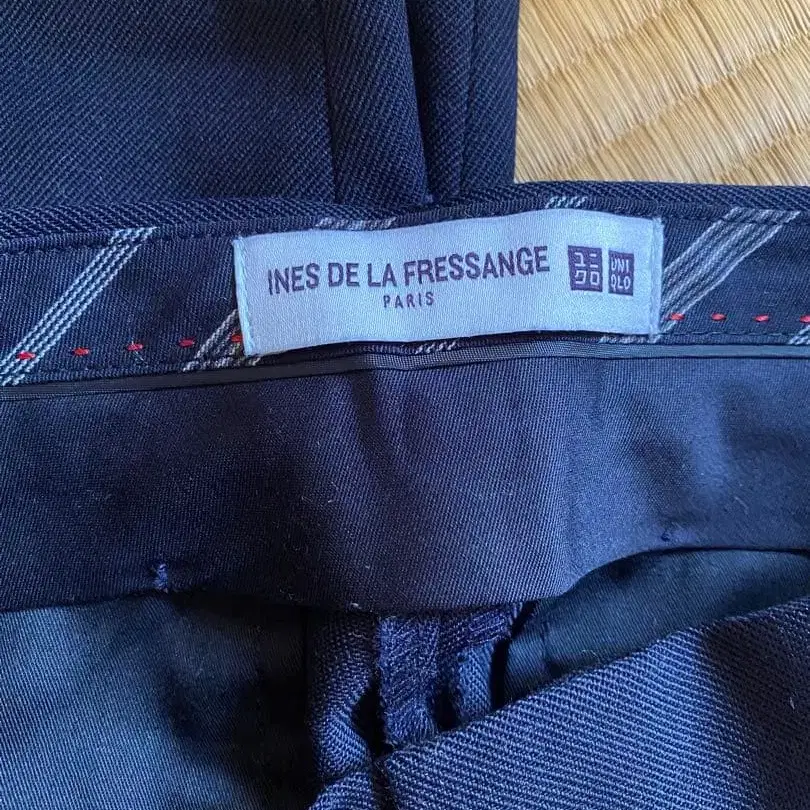 INES DE LA FRESSANGE
PARIS
ユニ
クロ
UNI
QLO